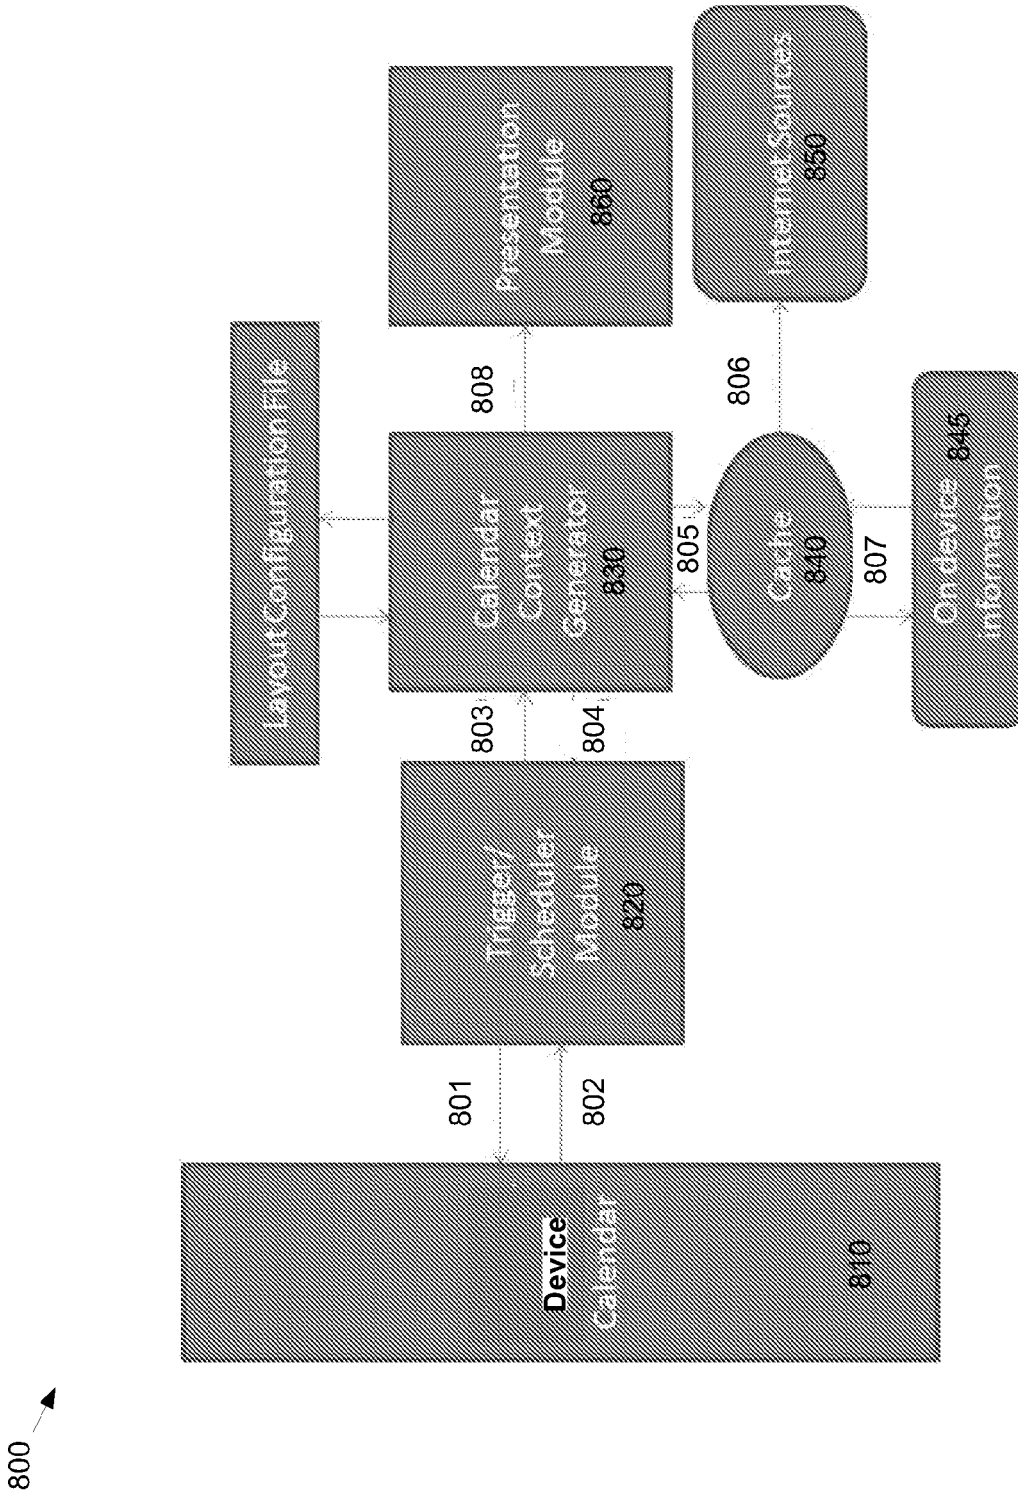 800
Device
Calendar
810
801
802
Trigger/
Scheduler
Module
820
803
804
Layout Configuration File
Calendar
Context
Generator
830
805
Cache
840
807
On device 845
information
808
806
Presentation
Module
860
Internet Sources
850